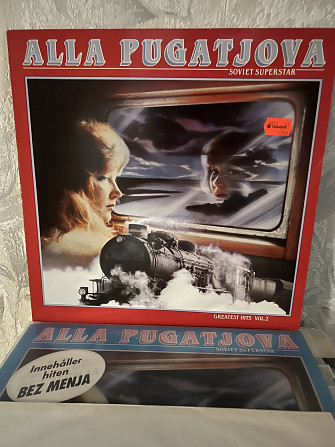 ALLA PUGATJOVA
SOVIET SUPERSTAR
GREATEST HITS VOL.2
ALLA PUGATJOVA
SOVIET SUPERSTAR
Innehåller
hiten
BEZ MENJA